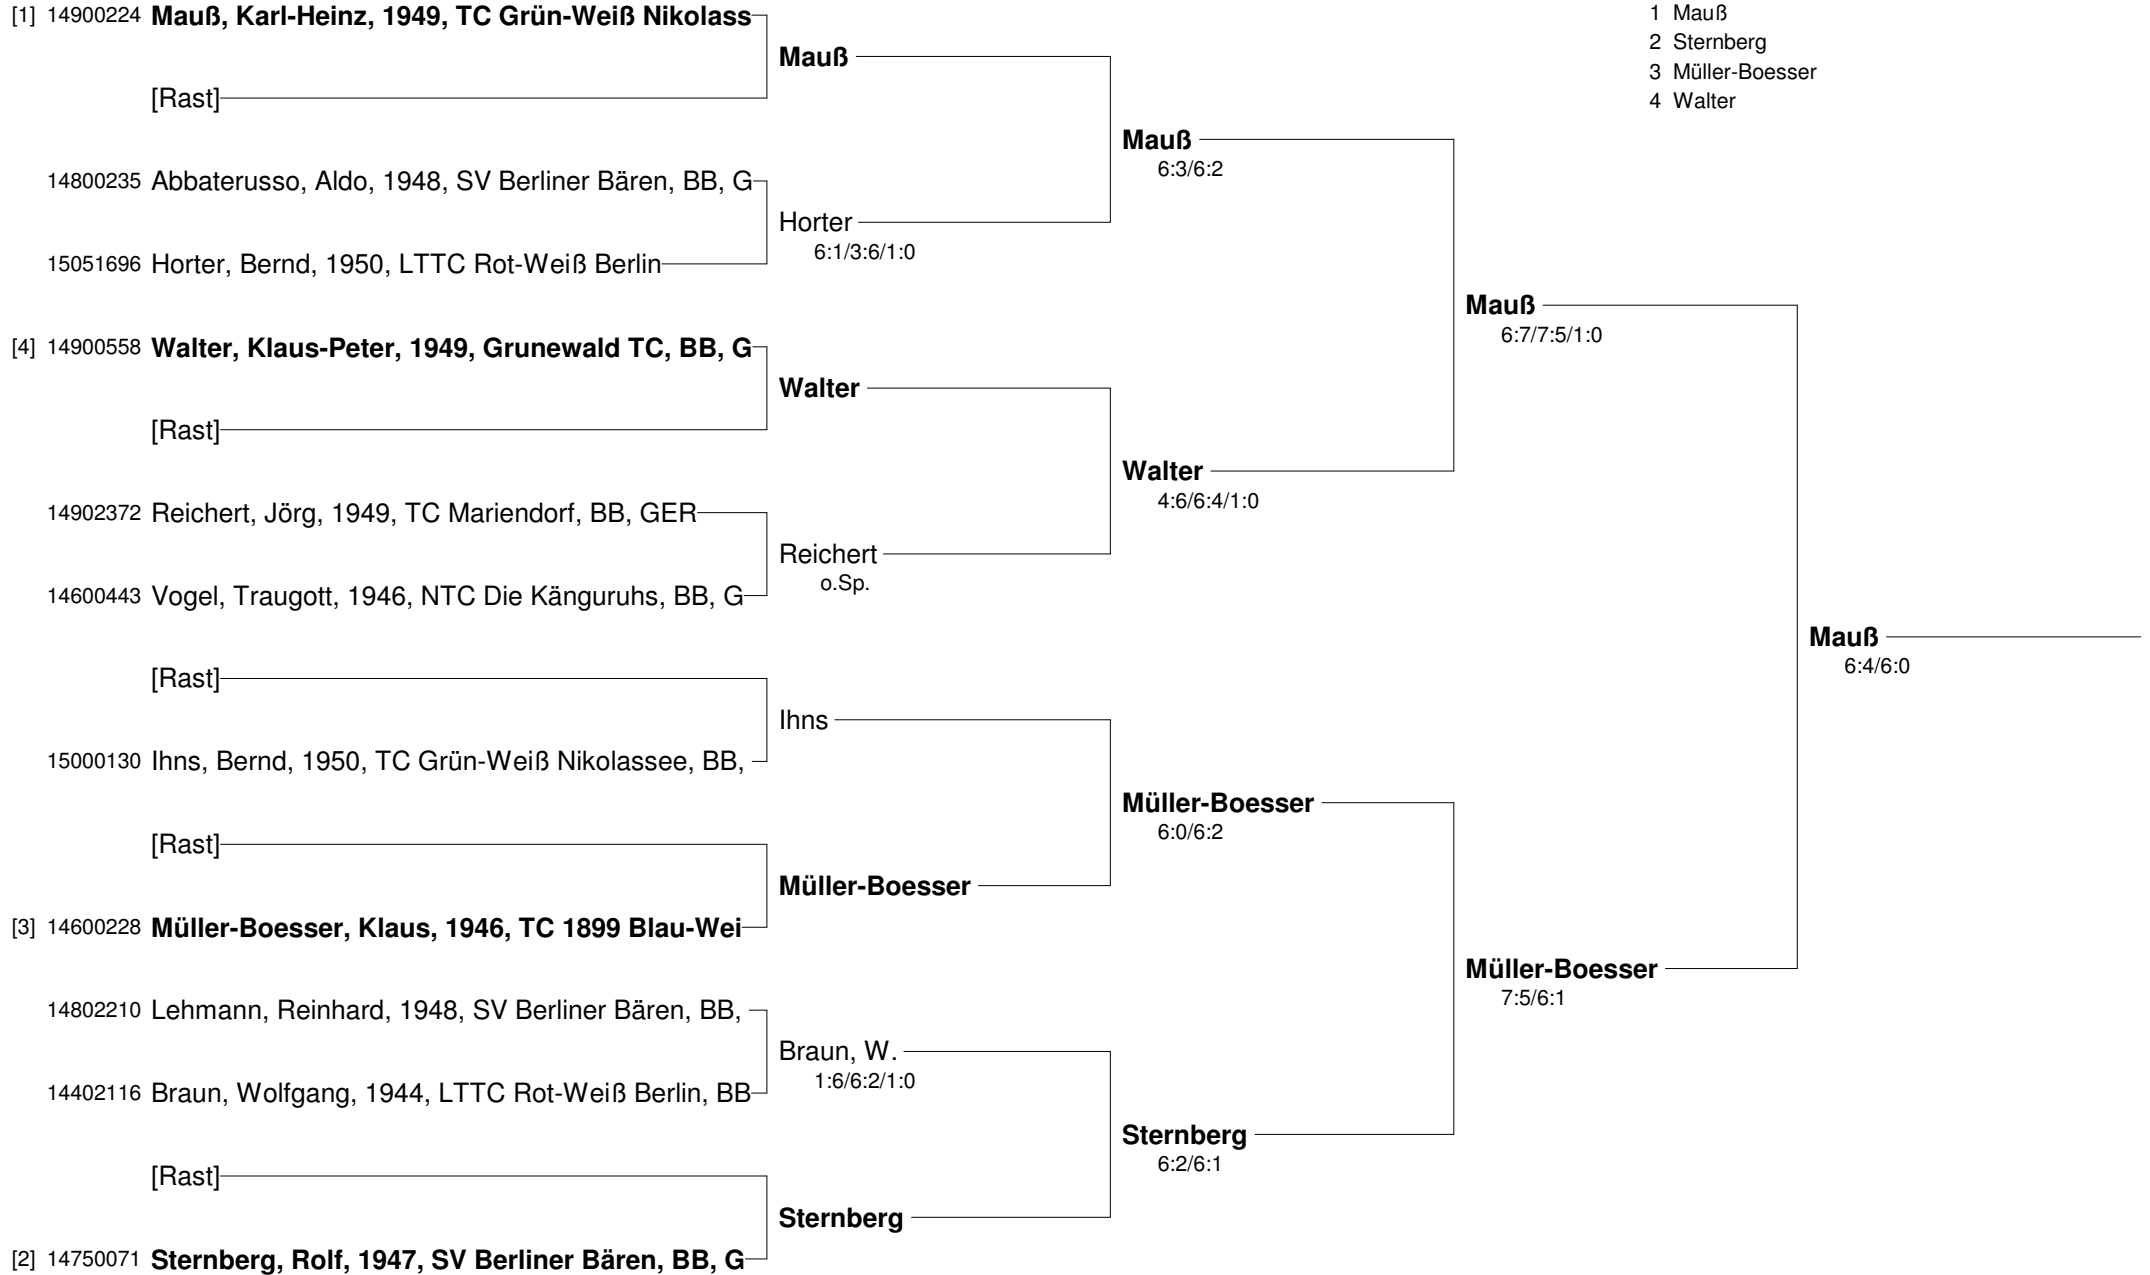 [1] 14900224 Mauß, Karl-Heinz, 1949, TC Grün-Weiß Nikolass
[Rast]
14800235 Abbaterusso, Aldo, 1948, SV Berliner Bären, BB, G
15051696 Horter, Bernd, 1950, LTTC Rot-Weiß Berlin
[4] 14900558 Walter, Klaus-Peter, 1949, Grunewald TC, BB, G
[Rast]
14902372 Reichert, Jörg, 1949, TC Mariendorf, BB, GER
14600443 Vogel, Traugott, 1946, NTC Die Känguruhs, BB, G
[Rast]
15000130 Ihns, Bernd, 1950, TC Grün-Weiß Nikolassee, BB,
[Rast]
[3] 14600228 Müller-Boesser, Klaus, 1946, TC 1899 Blau-Wei
14802210 Lehmann, Reinhard, 1948, SV Berliner Bären, BB,
14402116 Braun, Wolfgang, 1944, LTTC Rot-Weiß Berlin, BB
[Rast]
[2] 14750071 Sternberg, Rolf, 1947, SV Berliner Bären, BB, G
Mauß
Horter
6:1/3:6/1:0
Walter
Reichert
o.Sp.
Ihns
Müller-Boesser
Braun, W.
1:6/6:2/1:0
Sternberg
Mauß
6:3/6:2
Walter
4:6/6:4/1:0
Müller-Boesser
6:0/6:2
Sternberg
6:2/6:1
Mauß
6:7/7:5/1:0
Müller-Boesser
7:5/6:1
Mauß
6:4/6:0
1 Mauß
2 Sternberg
3 Müller-Boesser
4 Walter